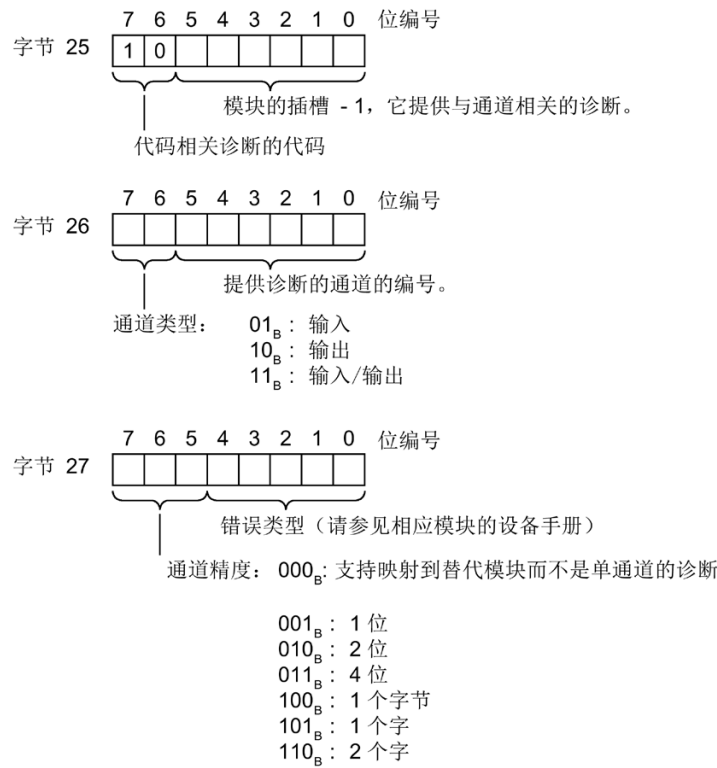 7 6 5 4 3 2 1 0 位编号
字节 25 1 0
模块的插槽 - 1，它提供与通道相关的诊断。
代码相关诊断的代码
7 6 5 4 3 2 1 0 位编号
字节 26
提供诊断的通道的编号。
通道类型： 01B： 输入
10B： 输出
11B： 输入/输出
7 6 5 4 3 2 1 0 位编号
字节 27
错误类型（请参见相应模块的设备手册）
通道精度： 000B：支持映射到替代模块而不是单通道的诊断
001B： 1 位
010B： 2 位
011B： 4 位
100B： 1 个字节
101B： 1 个字
110B： 2 个字